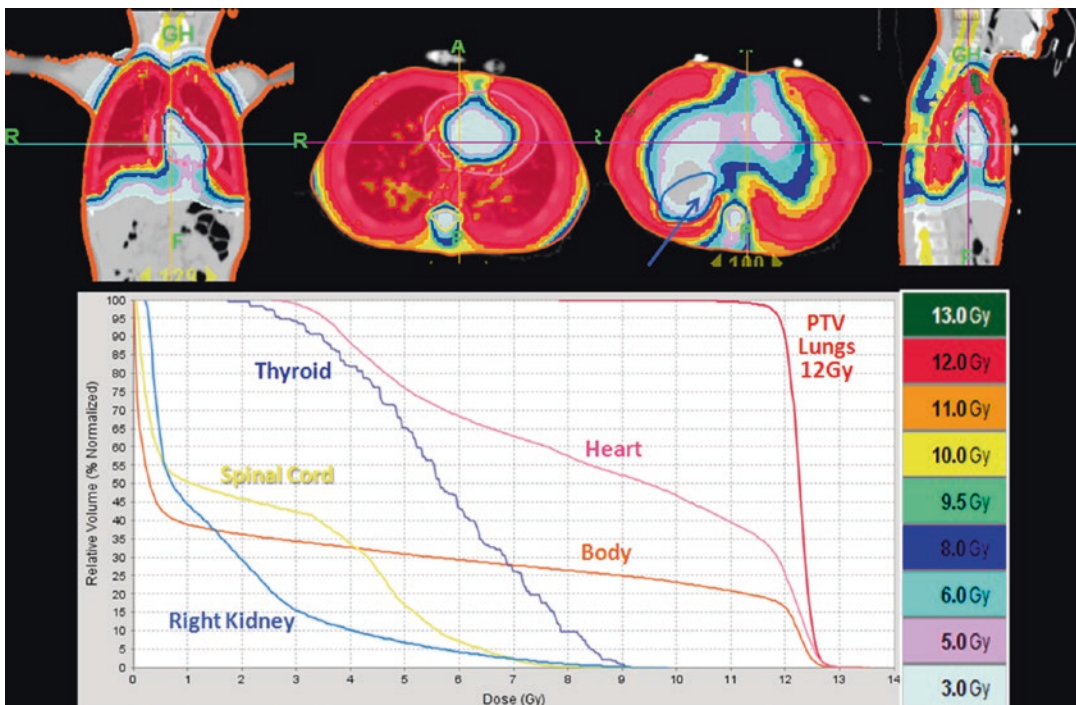 GH
R
F
129
A
R
R
100
GH
PTV
Lungs
12Gy
Thyroid
Heart
Spinal Cord
Body
Right Kidney
Relative Volume (% Normalized)
100
95
90
85
80
75
70
65
60
55
50
45
40
35
30
25
20
15
10
5
0
0 1 2 3 4 5 6 7 8 9 10 11 12 13 14
Dose (Gy)
13.0 Gy
12.0 Gy
11.0 Gy
10.0 Gy
9.5 Gy
8.0 Gy
6.0 Gy
5.0 Gy
3.0 Gy